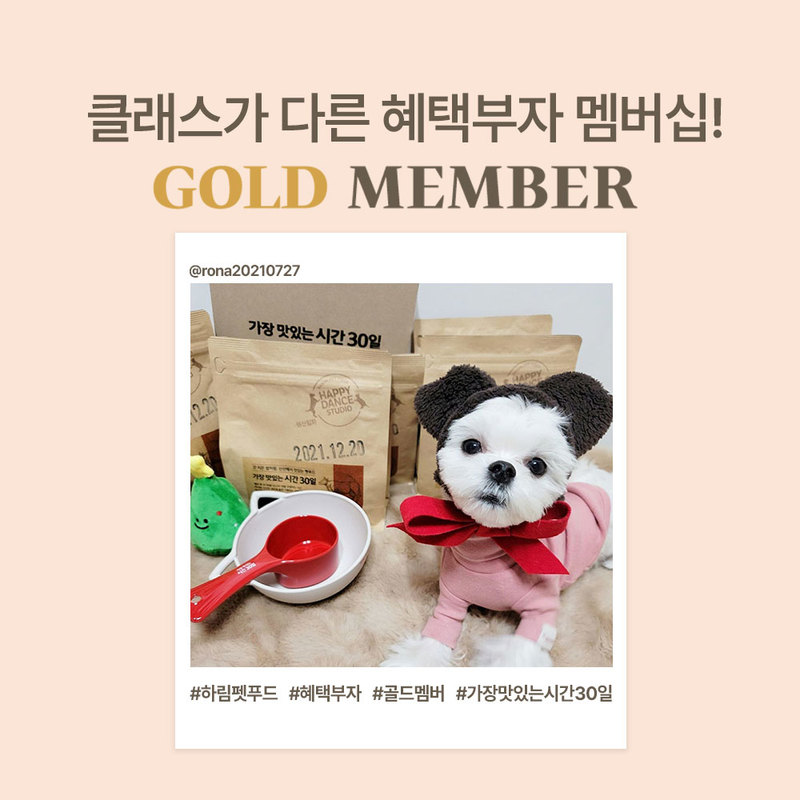 클래스가 다른 혜택부자 멤버십!
GOLD MEMBER
@rona20210727
가장 맛있는 시간 30일
HAPPY
DANCE
STUDIO
2021.12.20
가장 맛있는 시간 30일
12.20
#하림펫푸드 #혜택부자 #골드멤버 #가장맛있는시간30일